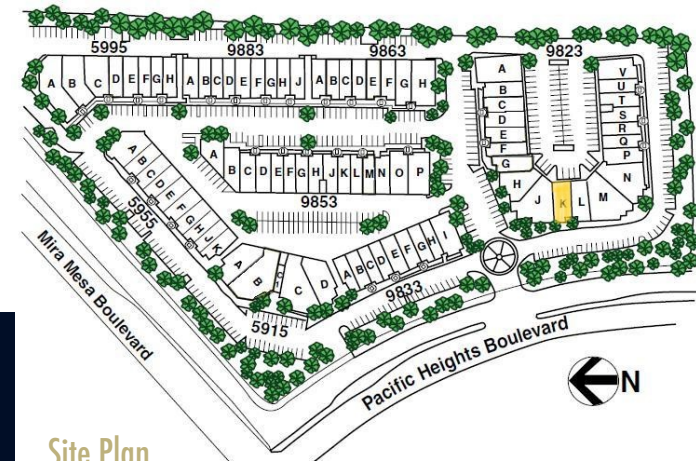 5995 9883 9863 9823
A B C D E F G H A B C D E F G H J A B C D E F G H
A B C D E F G H
J K L M N
V U T S R Q P
A B C D E F G H J K L M N O P
9853
A B C D E F G H J K
5955
A B C D
A B C D E F G H I
9833
5915
Mira Mesa Boulevard
Pacific Heights Boulevard
N
Site Plan